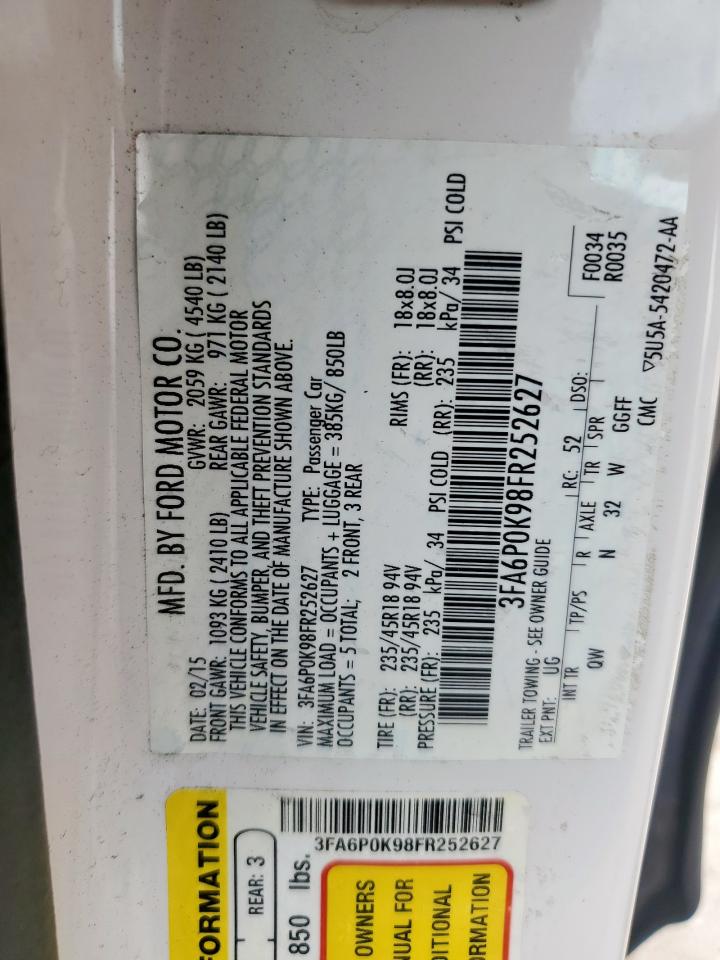 MFD. BY FORD MOTOR CO.
DATE: 02/15 GVWR: 2059 KG ( 4540 LB)
FRONT GAWR: 1093 KG ( 2410 LB) REAR GAWR: 971 KG ( 2140 LB)
THIS VEHICLE CONFORMS TO ALL APPLICABLE FEDERAL MOTOR
VEHICLE SAFETY, BUMPER, AND THEFT PREVENTION STANDARDS
IN EFFECT ON THE DATE OF MANUFACTURE SHOWN ABOVE.
VIN: 3FA6P0K98FR252627 TYPE: Passenger Car
MAXIMUM LOAD = OCCUPANTS + LUGGAGE = 385KG/ 850LB
OCCUPANTS = 5 TOTAL; 2 FRONT, 3 REAR
TIRE (FR): 235/45R18 94V RIMS (FR): 18x8.0J
(RR): 235/45R18 94V (RR): 18x8.0J
PRESSURE (FR): 235 kPa/ 34 PSI COLD (RR): 235 kPa/ 34 PSI COLD
3FA6P0K98FR252627
TRAILER TOWING - SEE OWNER GUIDE
EXT PNT: UG RC: 52 DSO: F0034
INT TR TP/PS R AXLE TR SPR R0035
QW N 32 W GGFF
CMC ▽5U5A-5420472-AA
FORMATION
REAR: 3
850 lbs.
3FA6P0K98FR252627
OWNERS
NUAL FOR
DITIONAL
ORMATION